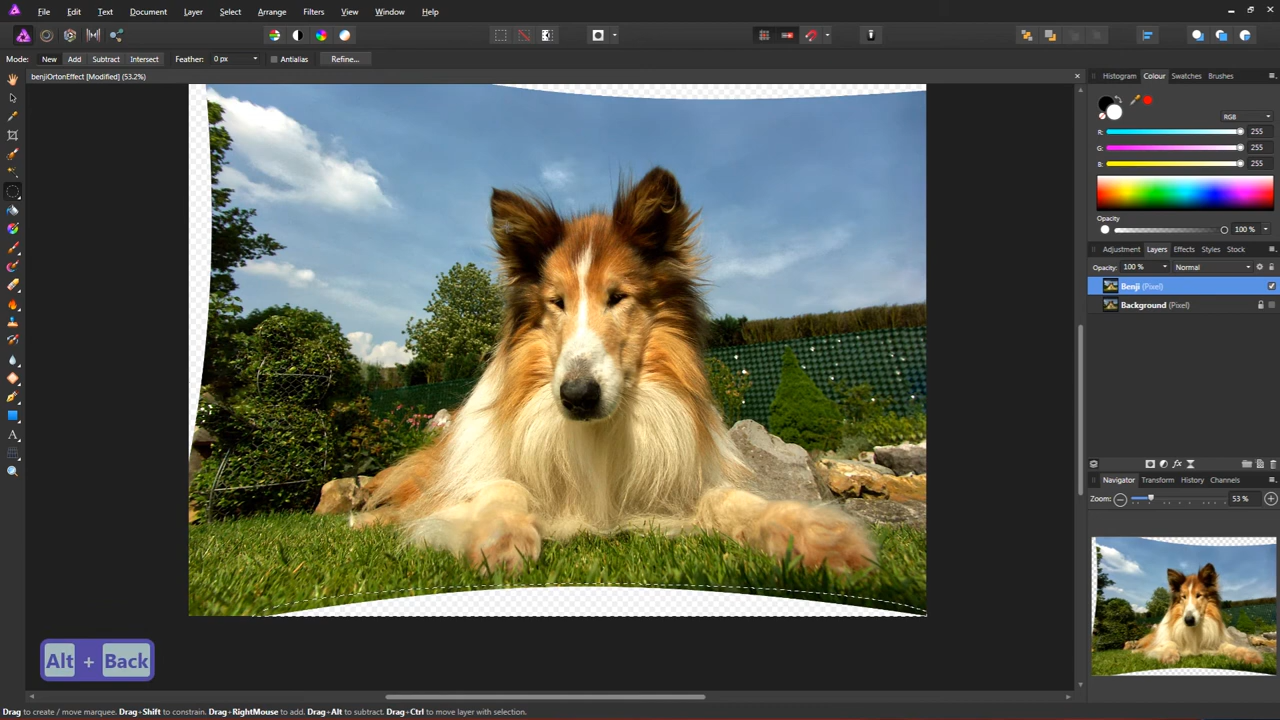 File Edit Text Document Layer Select Arrange Filters View Window Help
Mode: New Add Subtract Intersect Feather: 0 px Antialias Refine...
benjiOrtonEffect [Modified] (53.2%)
Histogram Colour Swatches Brushes
RGB
R: 255
G: 255
B: 255
Opacity
100 %
Adjustment Layers Effects Styles Stock
Opacity: 100 % Normal
Benji (Pixel)
Background (Pixel)
fx
Navigator Transform History Channels
Zoom: 53 %
A
Alt + Back
Drag to create / move marquee. Drag+Shift to constrain. Drag+RightMouse to add. Drag+Alt to subtract. Drag+Ctrl to move layer with selection.